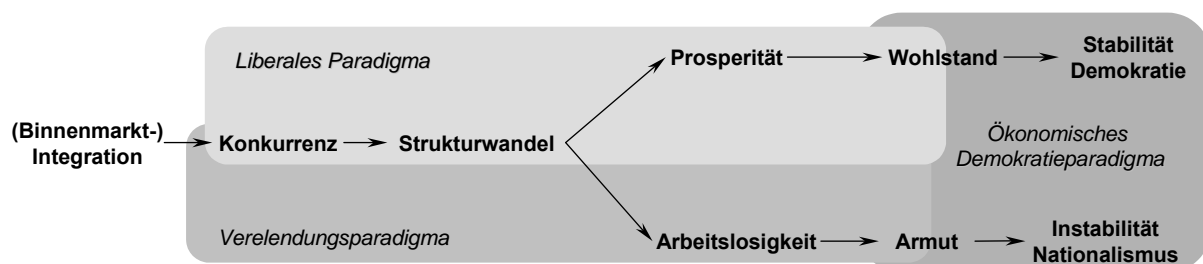 Liberales Paradigma
Prosperität
Wohlstand
Stabilität
Demokratie
(Binnenmarkt-)
Integration
Konkurrenz
Strukturwandel
Ökonomisches
Demokratieparadigma
Verelendungsparadigma
Arbeitslosigkeit
Armut
Instabilität
Nationalismus